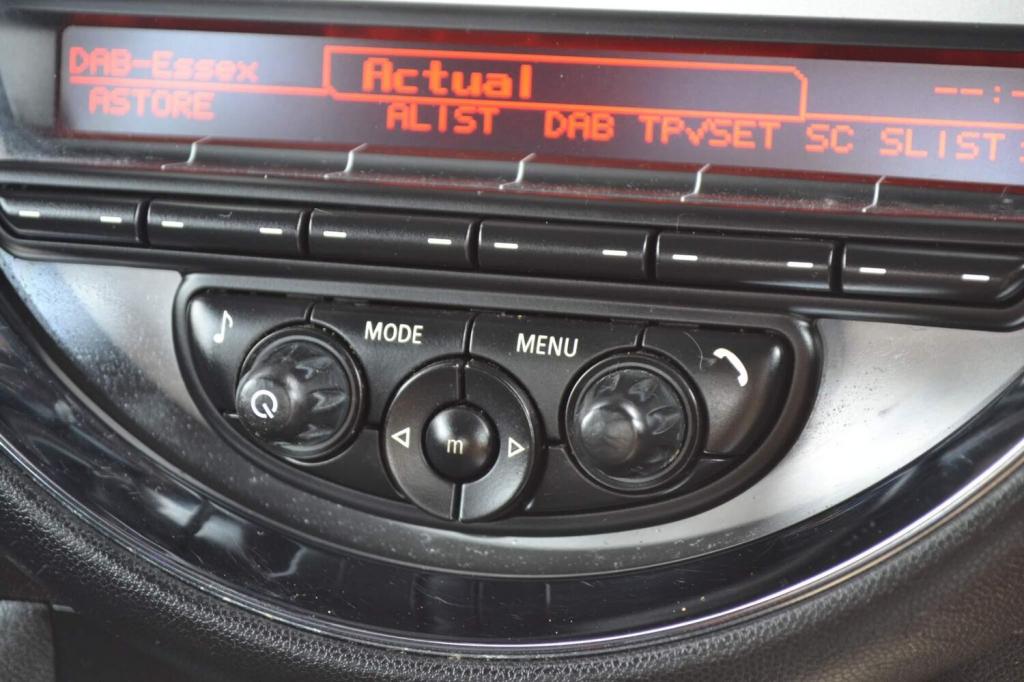 DAB-Essex Actual --:-
ASTORE ALIST DAB TP√SET SC SLIST
MODE MENU
m